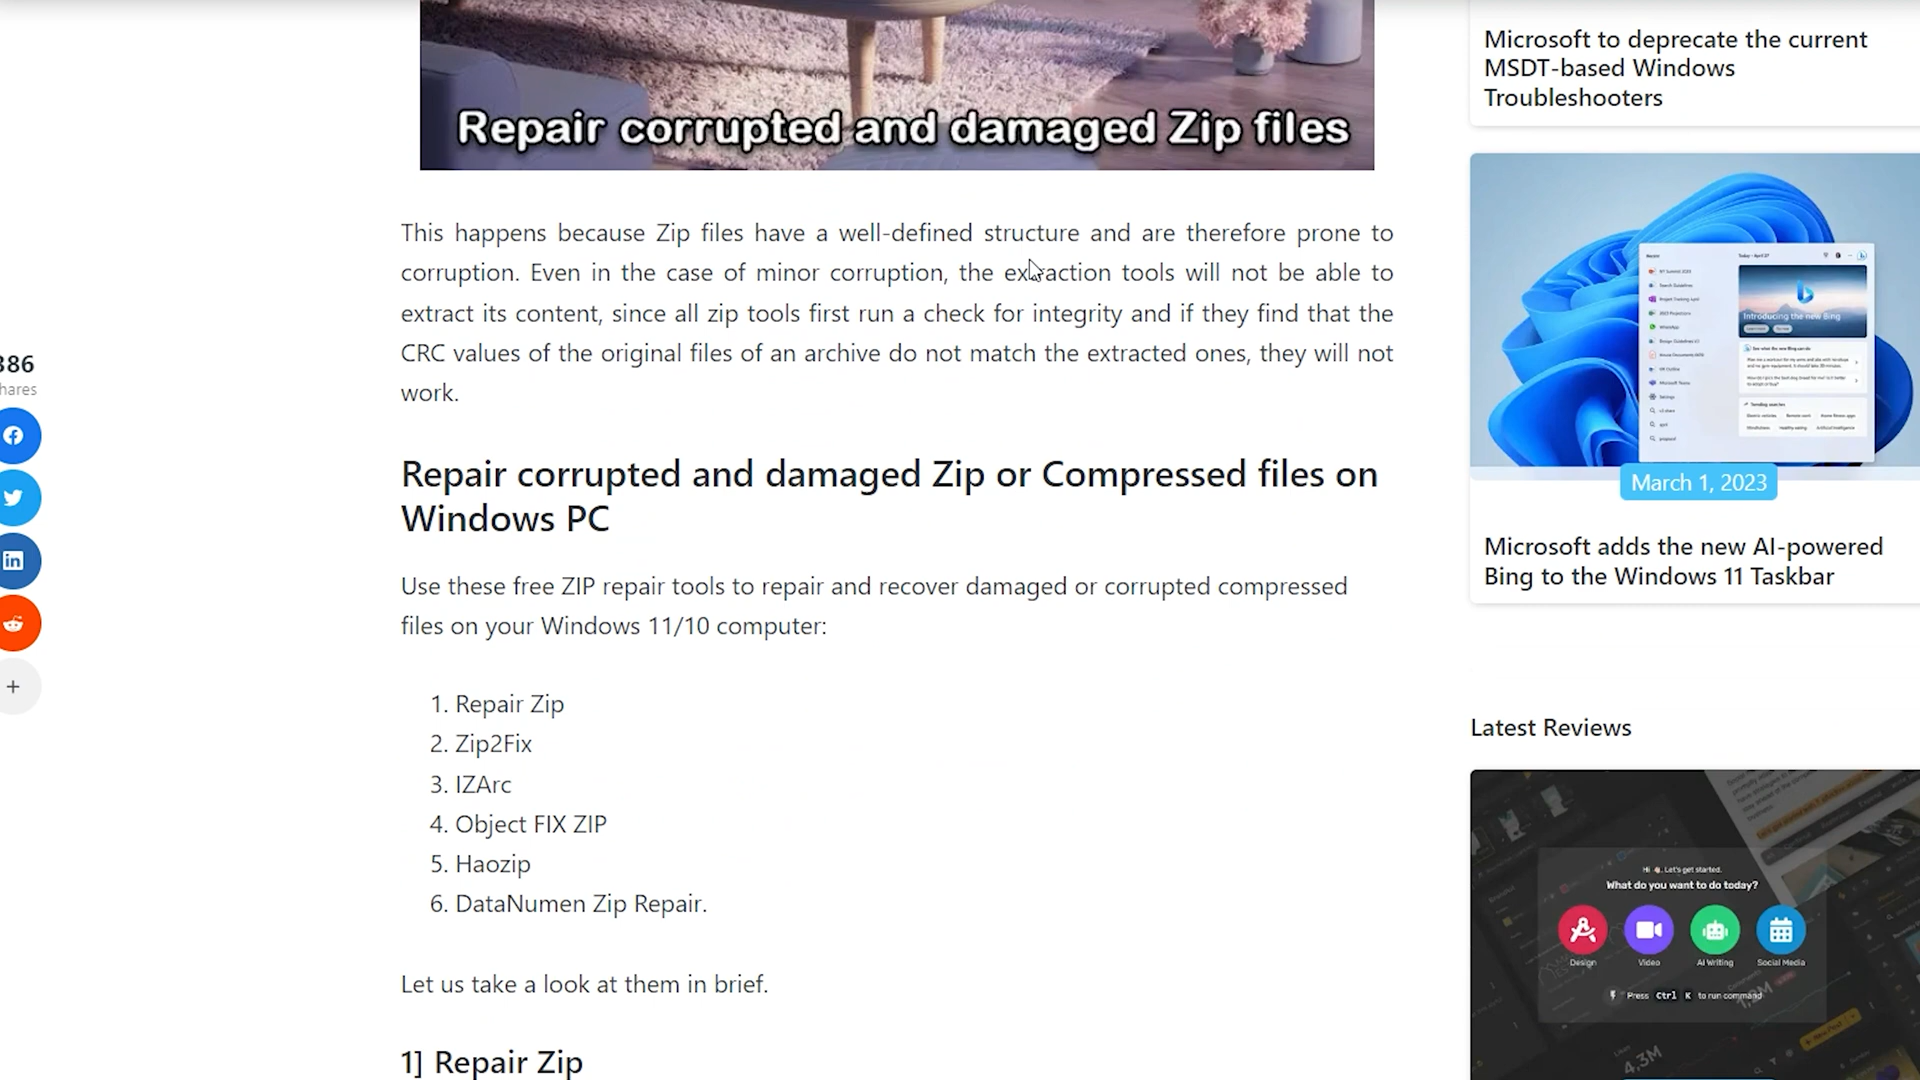 Repair corrupted and damaged Zip files
This happens because Zip files have a well-defined structure and are therefore prone to
corruption. Even in the case of minor corruption, the extraction tools will not be able to
extract its content, since all zip tools first run a check for integrity and if they find that the
CRC values of the original files of an archive do not match the extracted ones, they will not
work.
Repair corrupted and damaged Zip or Compressed files on
Windows PC
Use these free ZIP repair tools to repair and recover damaged or corrupted compressed
files on your Windows 11/10 computer:
1. Repair Zip
2. Zip2Fix
3. IZArc
4. Object FIX ZIP
5. Haozip
6. DataNumen Zip Repair.
Let us take a look at them in brief.
1] Repair Zip
386
hares
Microsoft to deprecate the current
MSDT-based Windows
Troubleshooters
Introducing the new Bing
March 1, 2023
Microsoft adds the new AI-powered
Bing to the Windows 11 Taskbar
Latest Reviews
Hi 👋, Let's get started.
What do you want to do today?
Design
Video
AI Writing
Social Media
Press Ctrl K to run command
4.3M